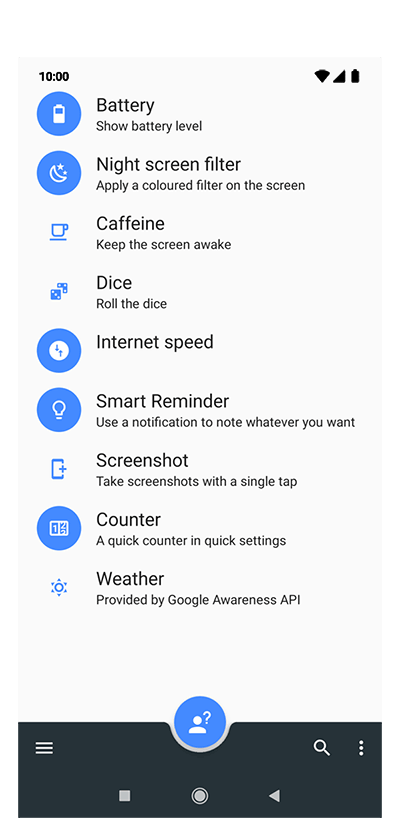 10:00
Battery
Show battery level
Night screen filter
Apply a coloured filter on the screen
Caffeine
Keep the screen awake
Dice
Roll the dice
Internet speed
Smart Reminder
Use a notification to note whatever you want
Screenshot
Take screenshots with a single tap
Counter
A quick counter in quick settings
Weather
Provided by Google Awareness API